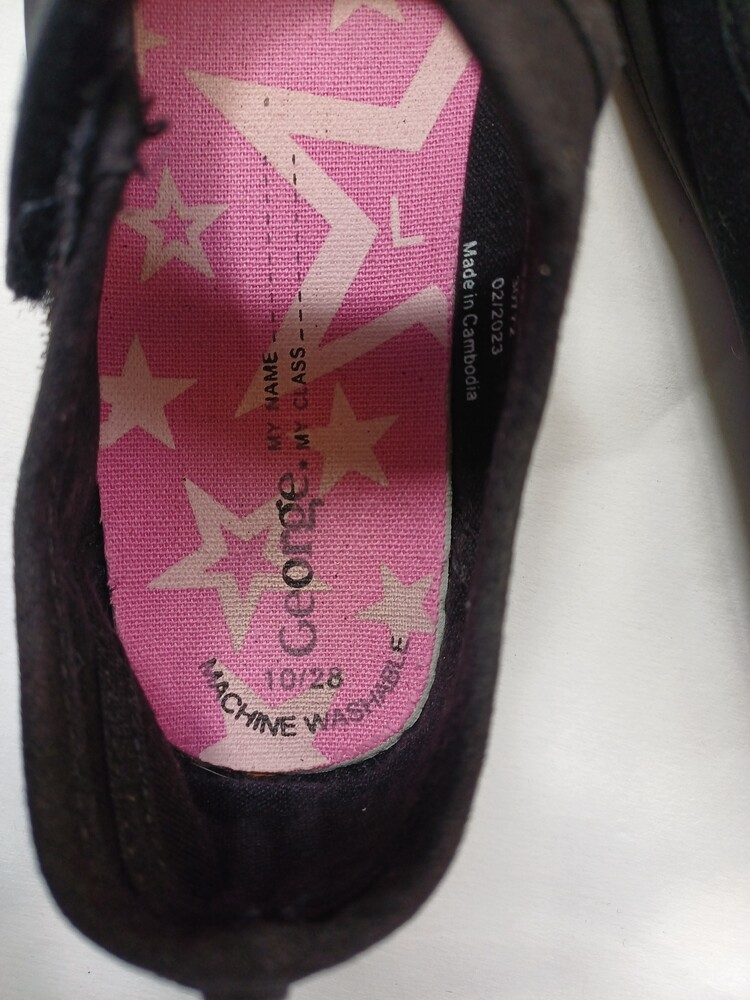 L
MY NAME
MY CLASS
George.
10/28
MACHINE WASHABLE
02/2023
Made in Cambodia